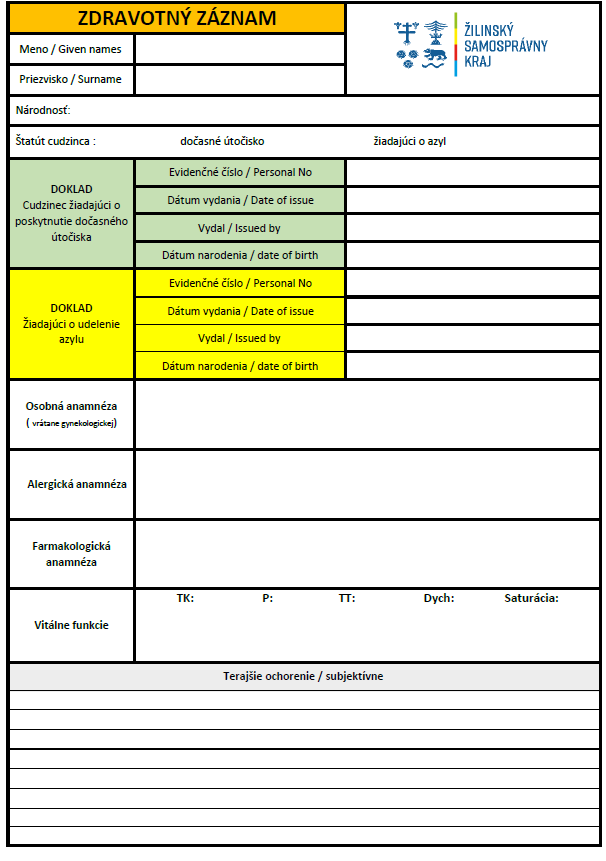 ZDRAVOTNÝ ZÁZNAM
ŽILINSKÝ
SAMOSPRÁVNY
KRAJ
Meno / Given names
Priezvisko / Surname
Národnosť:
Štatút cudzinca : dočasné útočisko žiadajúci o azyl
DOKLAD
Cudzinec žiadajúci o
poskytnutie dočasného
útočiska
Evidenčné číslo / Personal No
Dátum vydania / Date of issue
Vydal / Issued by
Dátum narodenia / date of birth
DOKLAD
Žiadajúci o udelenie
azylu
Evidenčné číslo / Personal No
Dátum vydania / Date of issue
Vydal / Issued by
Dátum narodenia / date of birth
Osobná anamnéza
( vrátane gynekologickej)
Alergická anamnéza
Farmakologická
anamnéza
Vitálne funkcie
TK: P: TT: Dych: Saturácia:
Terajšie ochorenie / subjektívne